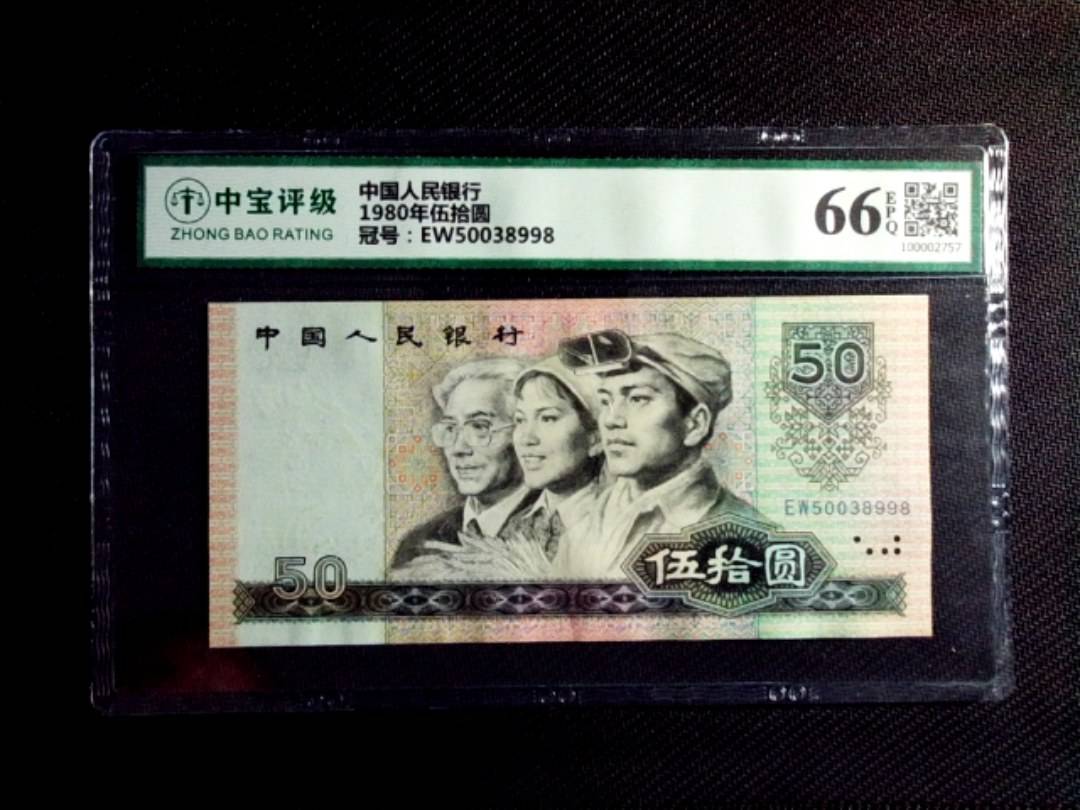 中宝评级
ZHONG BAO RATING
中国人民银行
1980年伍拾圆
冠号：EW50038998
66
EPQ
100002757
中国人民银行
50
EW50038998
50
伍拾圆